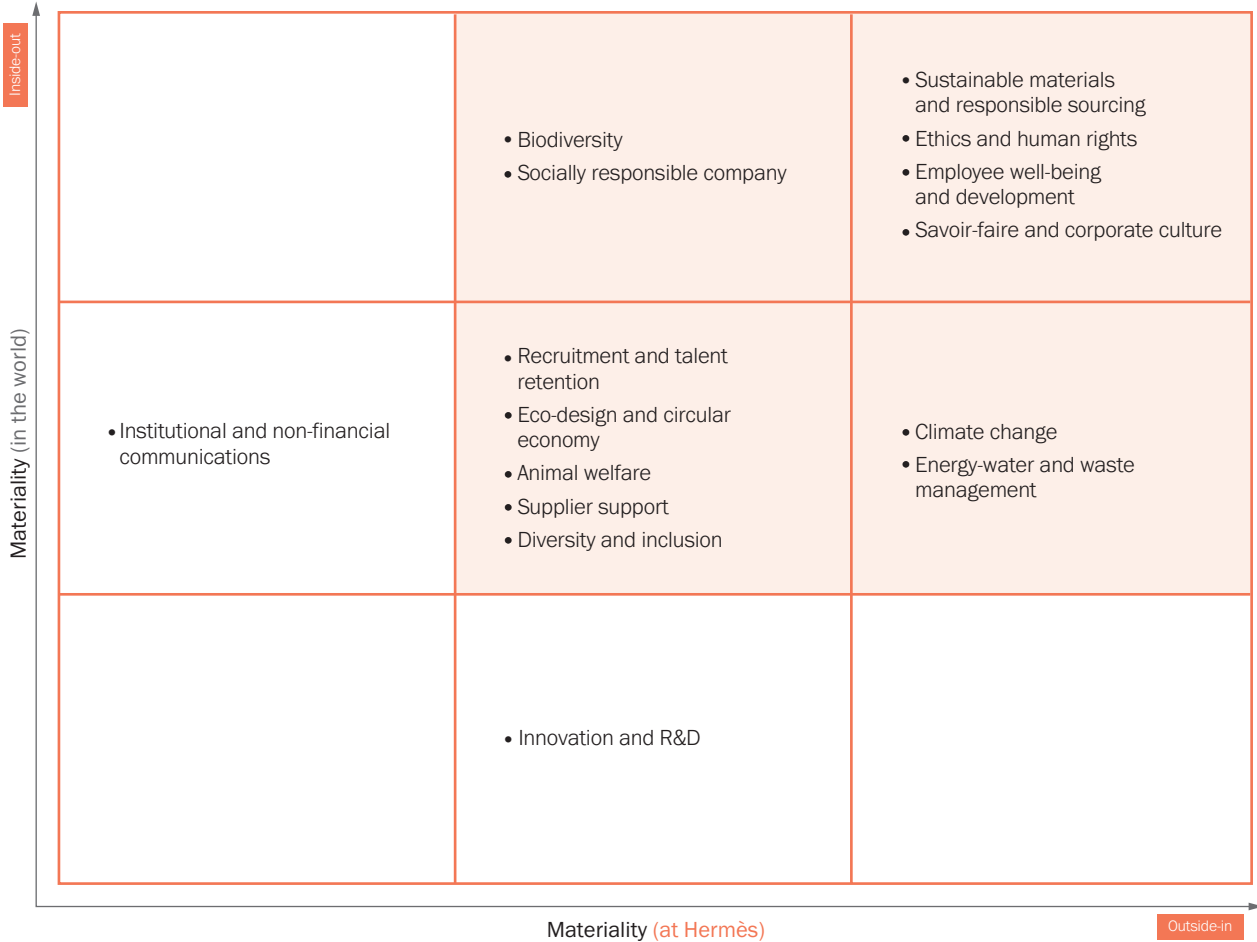 Inside-out
• Biodiversity
• Socially responsible company
• Sustainable materials
and responsible sourcing
• Ethics and human rights
• Employee well-being
and development
• Savoir-faire and corporate culture
Materiality (in the world)
• Institutional and non-financial
communications
• Recruitment and talent
retention
• Eco-design and circular
economy
• Animal welfare
• Supplier support
• Diversity and inclusion
• Climate change
• Energy-water and waste
management
• Innovation and R&D
Materiality (at Hermès)
Outside-in